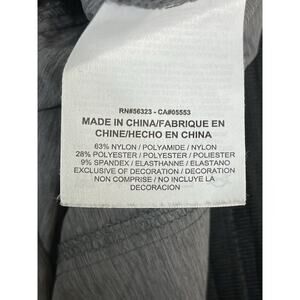 RN#56323 - CA#05553
MADE IN CHINA/FABRIQUE EN
CHINE/HECHO EN CHINA
63% NYLON / POLYAMIDE / NYLON
28% POLYESTER / POLYESTER / POLIESTER
9% SPANDEX / ELASTHANNE / ELASTANO
EXCLUSIVE OF DECORATION / DECORATION
NON COMPRISE / NO INCLUYE LA
DECORACION